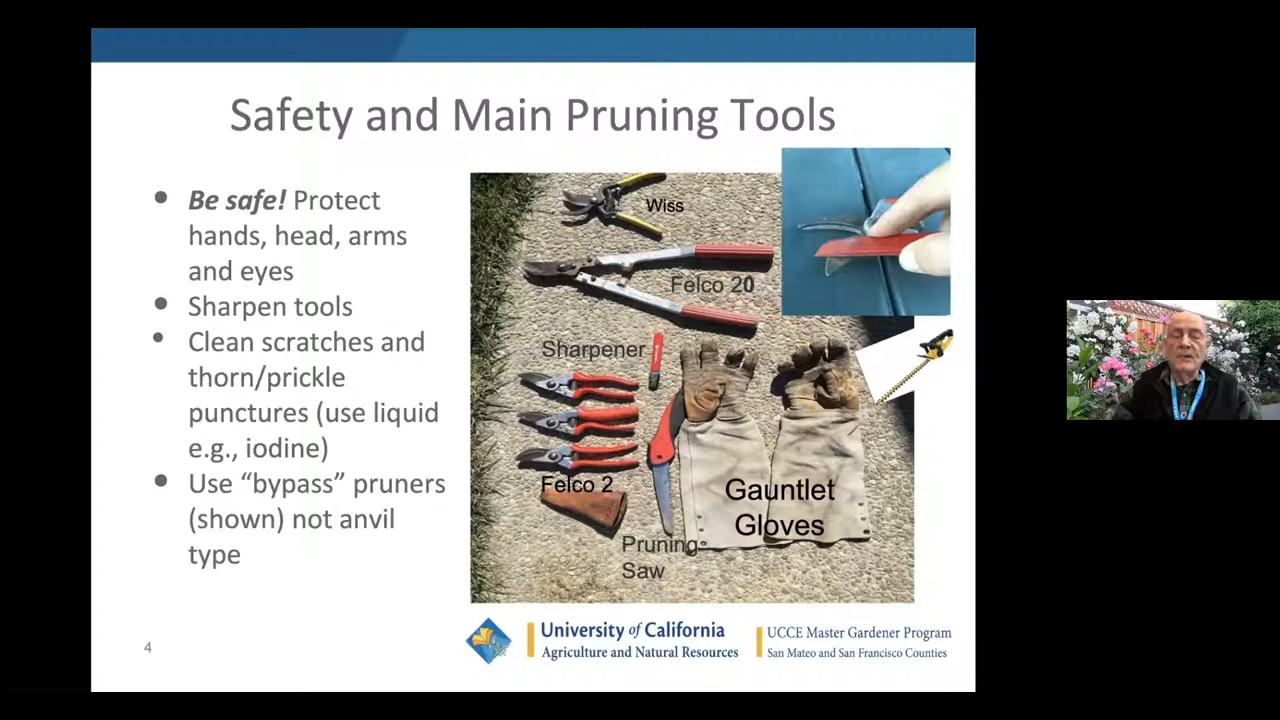 Safety and Main Pruning Tools
• Be safe! Protect
hands, head, arms
and eyes
• Sharpen tools
• Clean scratches and
thorn/prickle
punctures (use liquid
e.g., iodine)
• Use “bypass” pruners
(shown) not anvil
type
Wiss
Felco 20
Sharpener
Felco 2
Gauntlet
Gloves
Pruning
Saw
4
University of California
Agriculture and Natural Resources
UCCE Master Gardener Program
San Mateo and San Francisco Counties